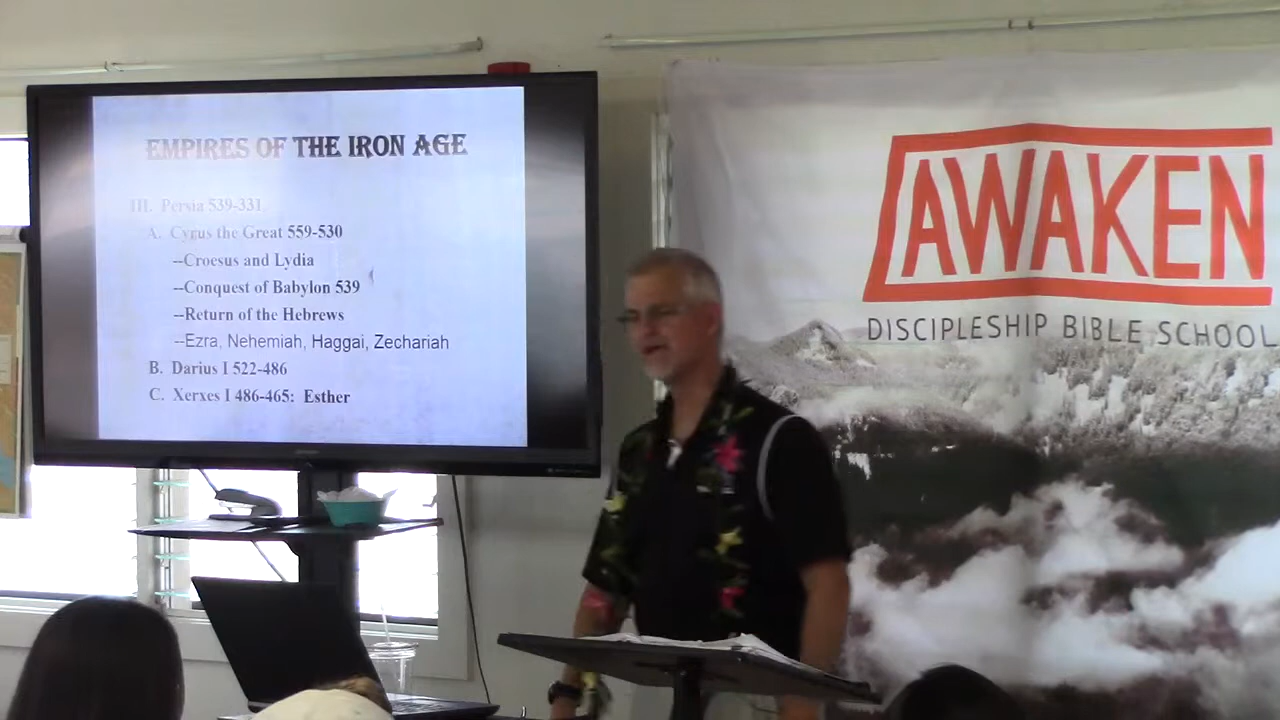 EMPIRES OF THE IRON AGE
III. Persia 539-331
A. Cyrus the Great 559-530
--Croesus and Lydia
--Conquest of Babylon 539
--Return of the Hebrews
--Ezra, Nehemiah, Haggai, Zechariah
B. Darius I 522-486
C. Xerxes I 486-465: Esther
AWAKEN
DISCIPLESHIP BIBLE SCHOOL